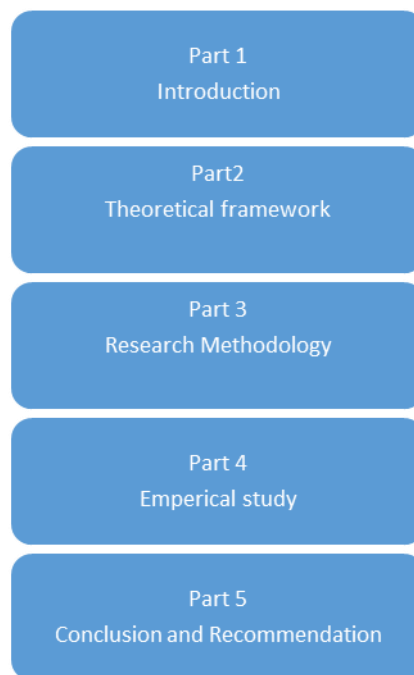 Part 1
Introduction
Part2
Theoretical framework
Part 3
Research Methodology
Part 4
Emperical study
Part 5
Conclusion and Recommendation